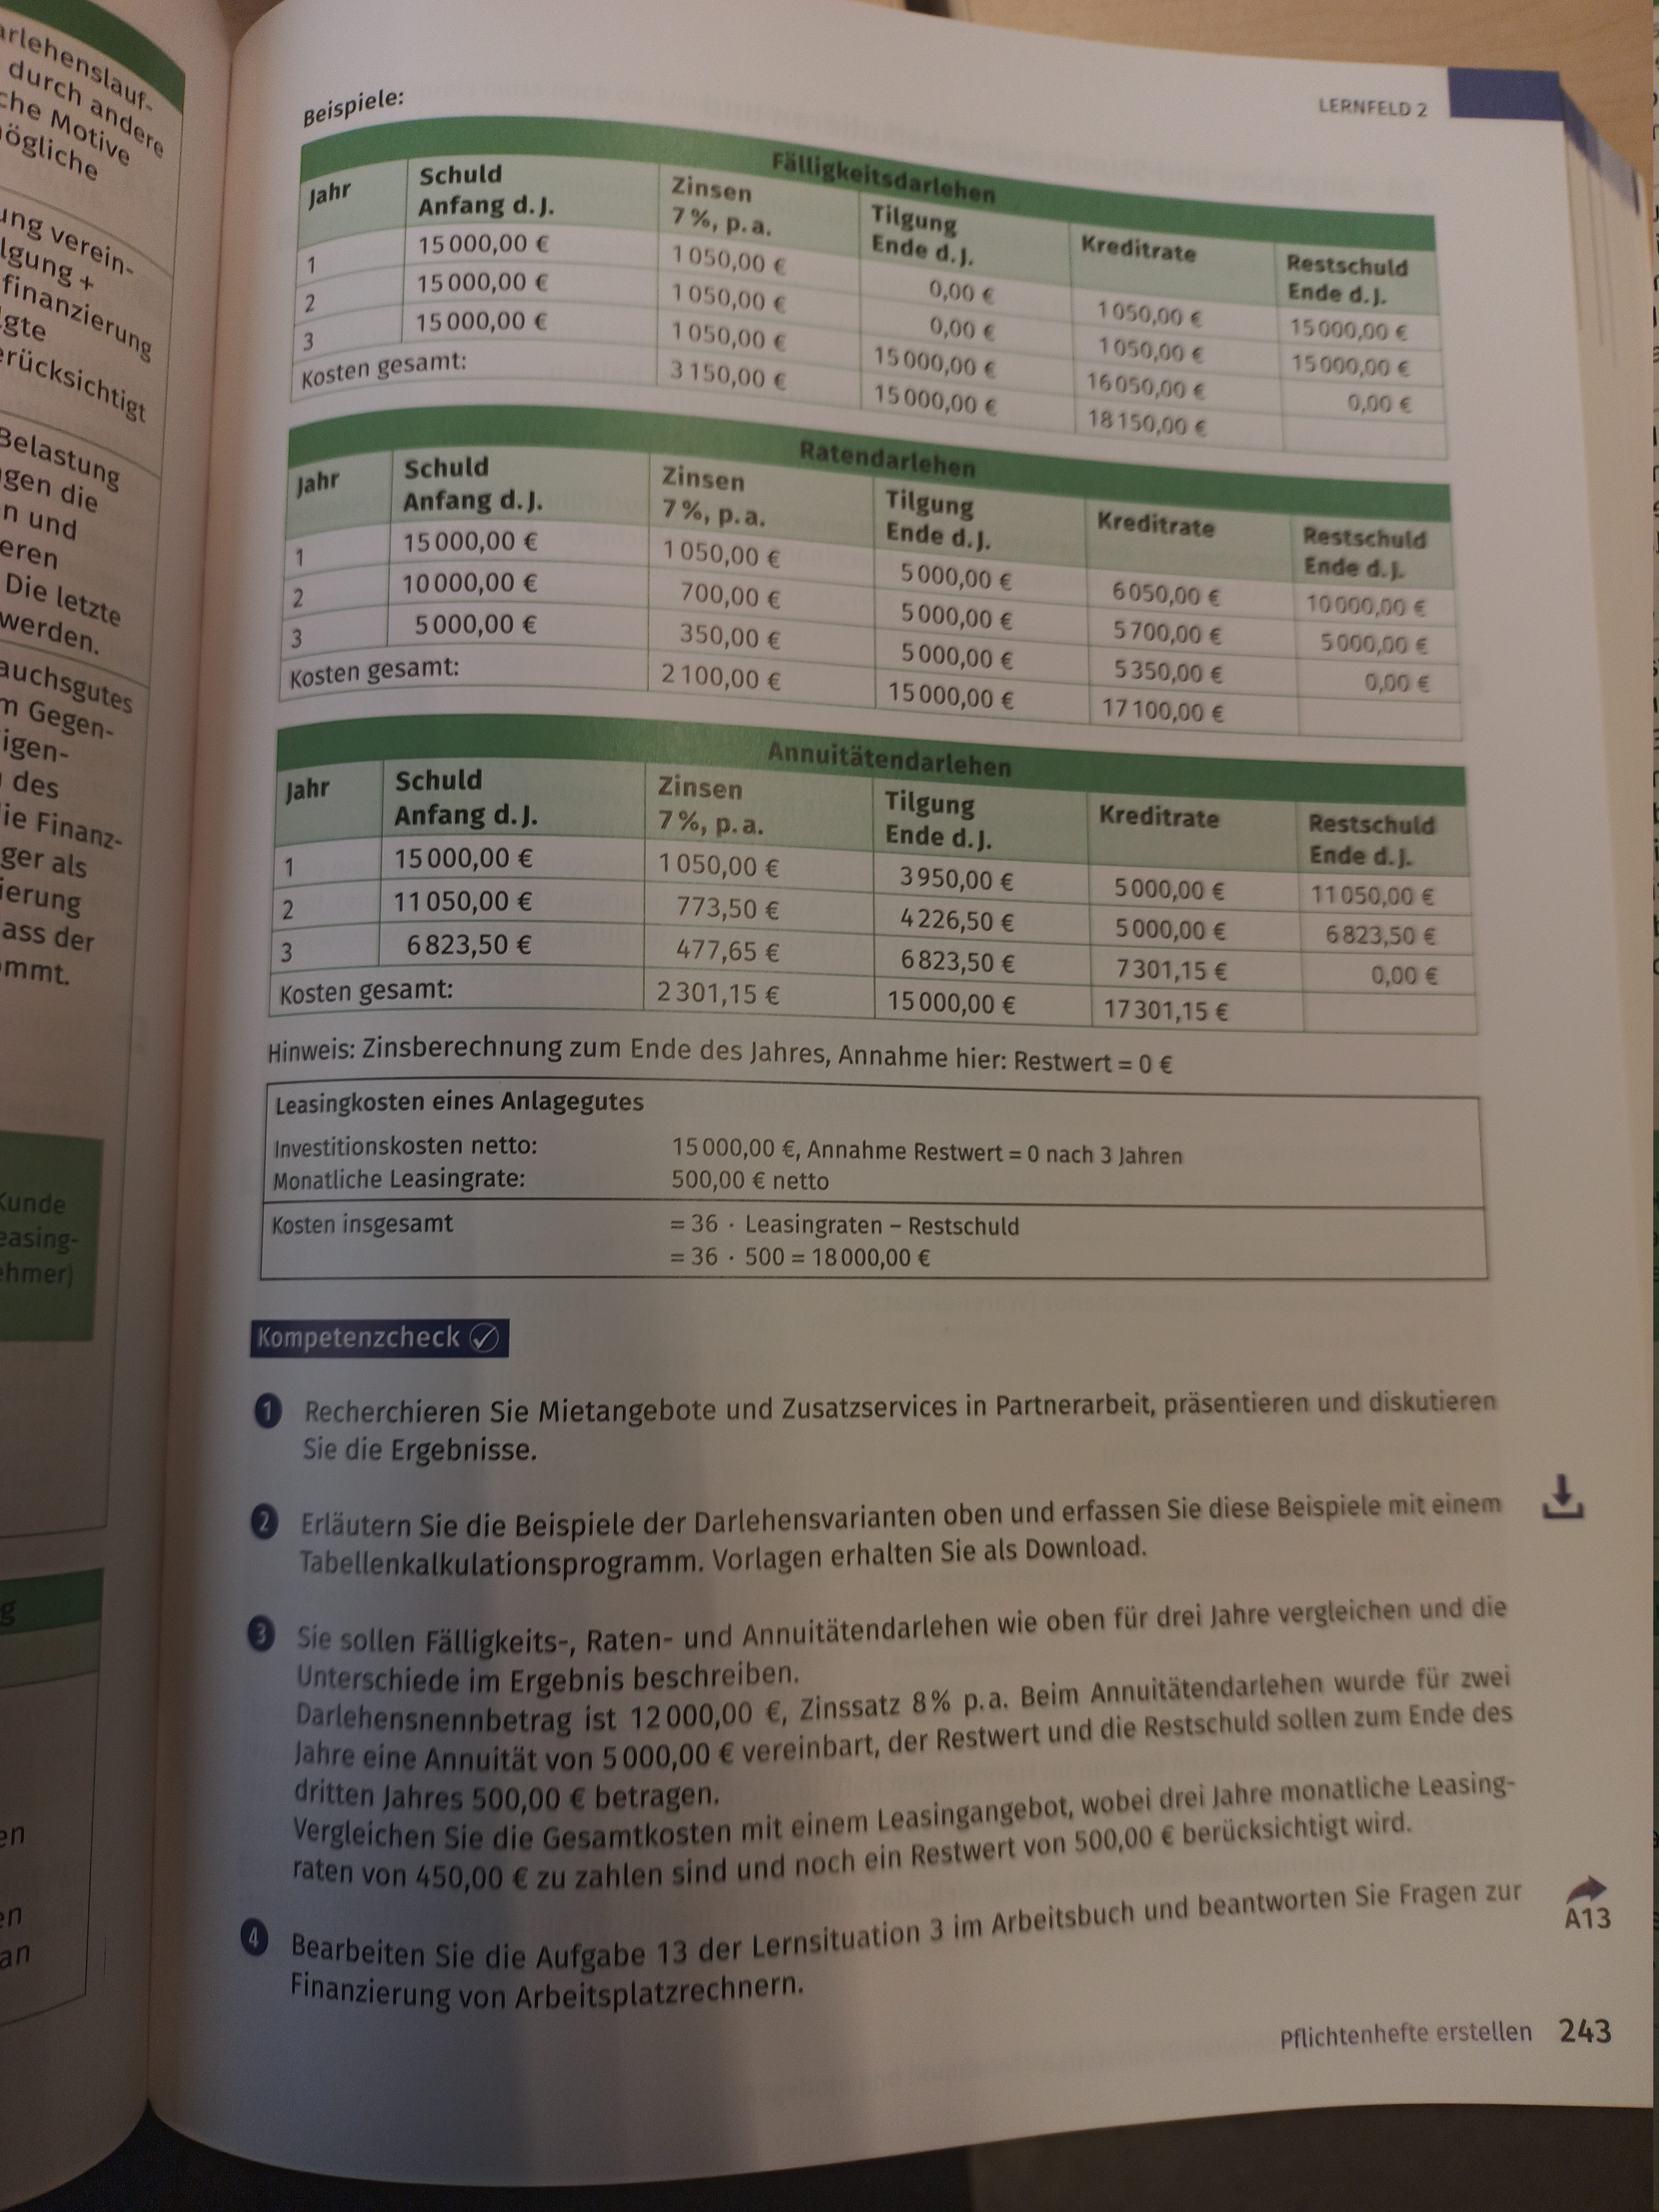 arlehenslauf-
durch andere
che Motive
ögliche
ung verein-
lgung +
finanzierung
lgte
erücksichtigt
Belastung
gen die
n und
eren
Die letzte
werden.
auchsgutes
m Gegen-
igen-
des
ie Finanz-
ger als
ierung
ass der
ommt.
Kunde
easing-
ehmer)
g
en
en
an
LERNFELD 2
Beispiele:
Fälligkeitsdarlehen
Jahr Schuld Anfang d. J. Zinsen 7 %, p. a. Tilgung Ende d. J. Kreditrate Restschuld Ende d. J.
1 15 000,00 € 1 050,00 € 0,00 € 1 050,00 € 15 000,00 €
2 15 000,00 € 1 050,00 € 0,00 € 1 050,00 € 15 000,00 €
3 15 000,00 € 1 050,00 € 15 000,00 € 16 050,00 € 0,00 €
Kosten gesamt: 3 150,00 € 15 000,00 € 18 150,00 €
Ratendarlehen
Jahr Schuld Anfang d. J. Zinsen 7 %, p. a. Tilgung Ende d. J. Kreditrate Restschuld Ende d. J.
1 15 000,00 € 1 050,00 € 5 000,00 € 6 050,00 € 10 000,00 €
2 10 000,00 € 700,00 € 5 000,00 € 5 700,00 € 5 000,00 €
3 5 000,00 € 350,00 € 5 000,00 € 5 350,00 € 0,00 €
Kosten gesamt: 2 100,00 € 15 000,00 € 17 100,00 €
Annuitätendarlehen
Jahr Schuld Anfang d. J. Zinsen 7 %, p. a. Tilgung Ende d. J. Kreditrate Restschuld Ende d. J.
1 15 000,00 € 1 050,00 € 3 950,00 € 5 000,00 € 11 050,00 €
2 11 050,00 € 773,50 € 4 226,50 € 5 000,00 € 6 823,50 €
3 6 823,50 € 477,65 € 6 823,50 € 7 301,15 € 0,00 €
Kosten gesamt: 2 301,15 € 15 000,00 € 17 301,15 €
Hinweis: Zinsberechnung zum Ende des Jahres, Annahme hier: Restwert = 0 €
Leasingkosten eines Anlagegutes
Investitionskosten netto: 15 000,00 €, Annahme Restwert = 0 nach 3 Jahren
Monatliche Leasingrate: 500,00 € netto
Kosten insgesamt = 36 · Leasingraten – Restschuld
= 36 · 500 = 18 000,00 €
Kompetenzcheck
1 Recherchieren Sie Mietangebote und Zusatzservices in Partnerarbeit, präsentieren und diskutieren
Sie die Ergebnisse.
2 Erläutern Sie die Beispiele der Darlehensvarianten oben und erfassen Sie diese Beispiele mit einem
Tabellenkalkulationsprogramm. Vorlagen erhalten Sie als Download.
3 Sie sollen Fälligkeits-, Raten- und Annuitätendarlehen wie oben für drei Jahre vergleichen und die
Unterschiede im Ergebnis beschreiben.
Darlehensnennbetrag ist 12 000,00 €, Zinssatz 8 % p. a. Beim Annuitätendarlehen wurde für zwei
Jahre eine Annuität von 5 000,00 € vereinbart, der Restwert und die Restschuld sollen zum Ende des
dritten Jahres 500,00 € betragen.
Vergleichen Sie die Gesamtkosten mit einem Leasingangebot, wobei drei Jahre monatliche Leasing-
raten von 450,00 € zu zahlen sind und noch ein Restwert von 500,00 € berücksichtigt wird.
4 Bearbeiten Sie die Aufgabe 13 der Lernsituation 3 im Arbeitsbuch und beantworten Sie Fragen zur
Finanzierung von Arbeitsplatzrechnern.
A13
Pflichtenhefte erstellen 243